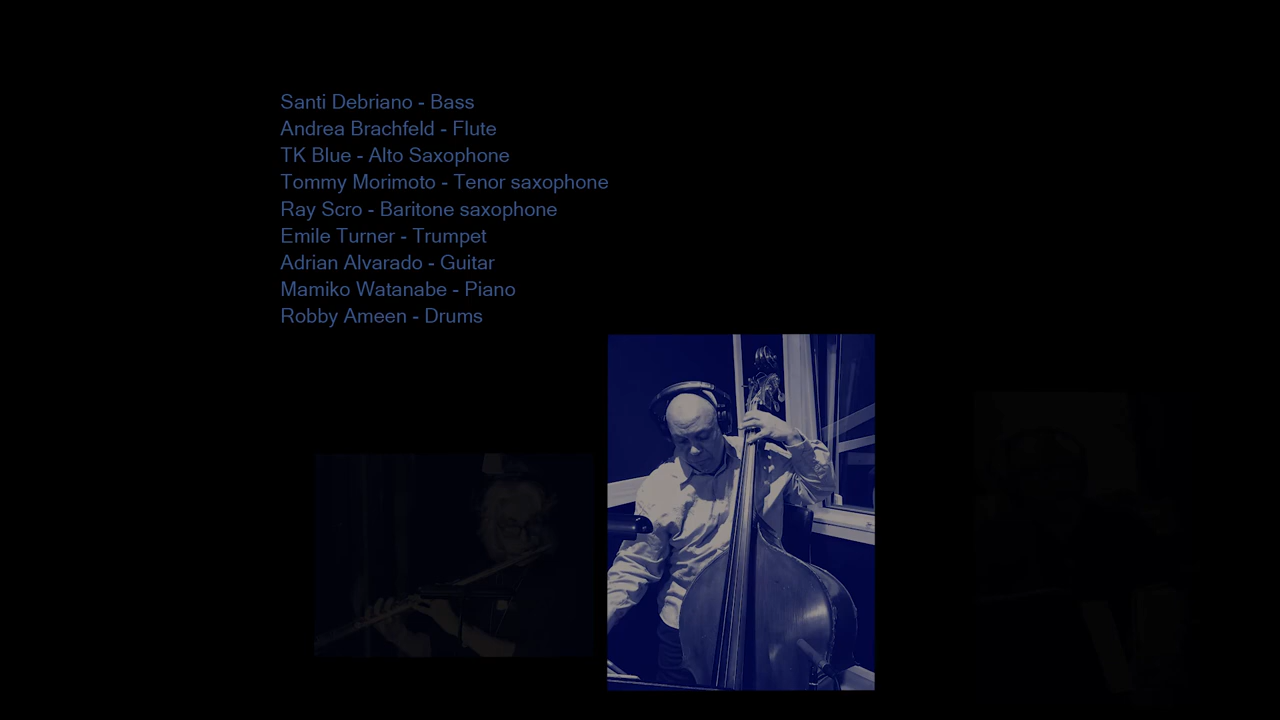 Santi Debriano - Bass
Andrea Brachfeld - Flute
TK Blue - Alto Saxophone
Tommy Morimoto - Tenor saxophone
Ray Scro - Baritone saxophone
Emile Turner - Trumpet
Adrian Alvarado - Guitar
Mamiko Watanabe - Piano
Robby Ameen - Drums